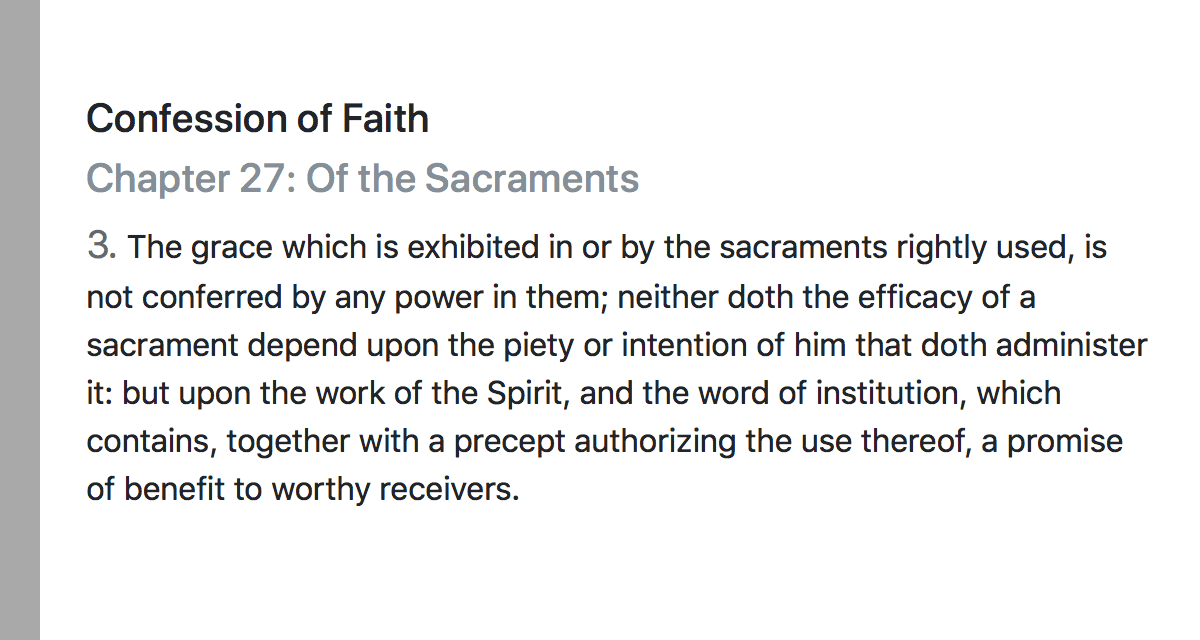 Confession of Faith
Chapter 27: Of the Sacraments
3. The grace which is exhibited in or by the sacraments rightly used, is
not conferred by any power in them; neither doth the efficacy of a
sacrament depend upon the piety or intention of him that doth administer
it: but upon the work of the Spirit, and the word of institution, which
contains, together with a precept authorizing the use thereof, a promise
of benefit to worthy receivers.